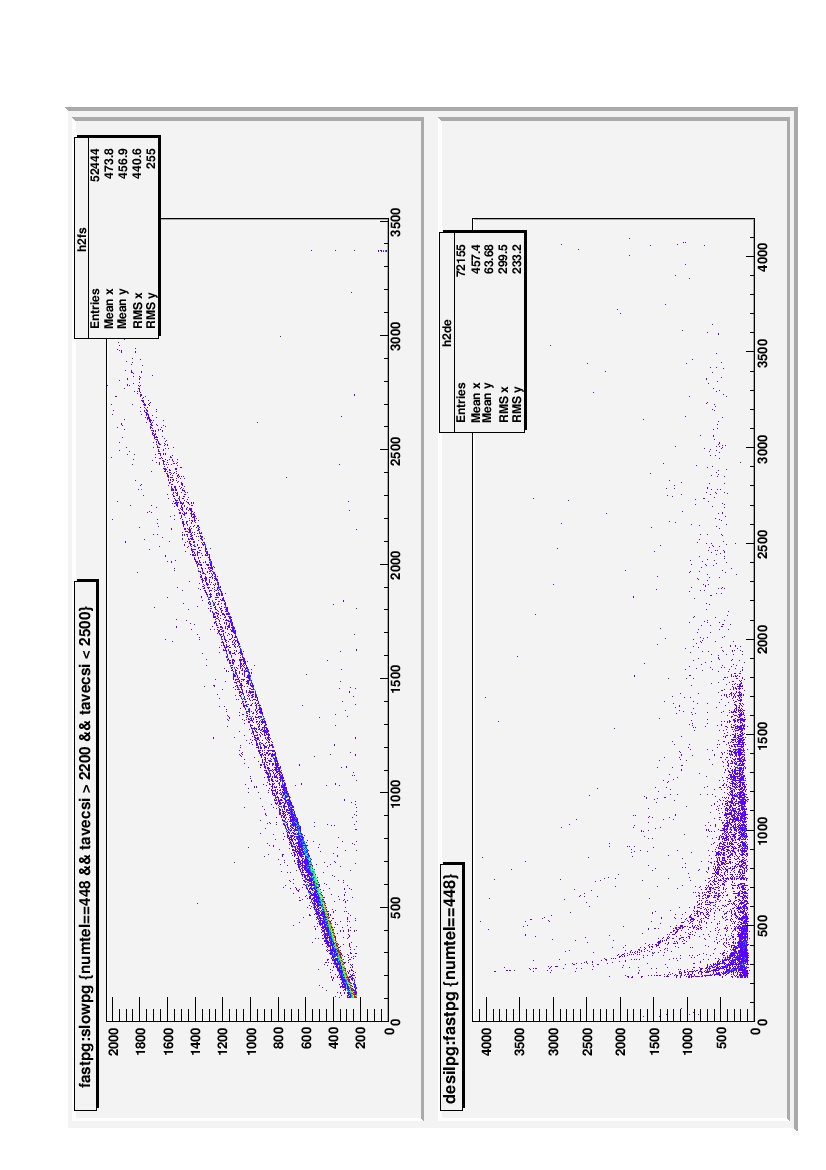 fastpg:slowpg {numtel==448 && tavecsi > 2200 && tavecsi < 2500}
h2fs
Entries 52444
Mean x 473.8
Mean y 456.9
RMS x 440.6
RMS y 255
2000
1800
1600
1400
1200
1000
800
600
400
200
0
0 500 1000 1500 2000 2500 3000 3500
desilpg:fastpg {numtel==448}
h2de
Entries 72155
Mean x 457.4
Mean y 63.68
RMS x 299.5
RMS y 233.2
4000
3500
3000
2500
2000
1500
1000
500
0
0 500 1000 1500 2000 2500 3000 3500 4000